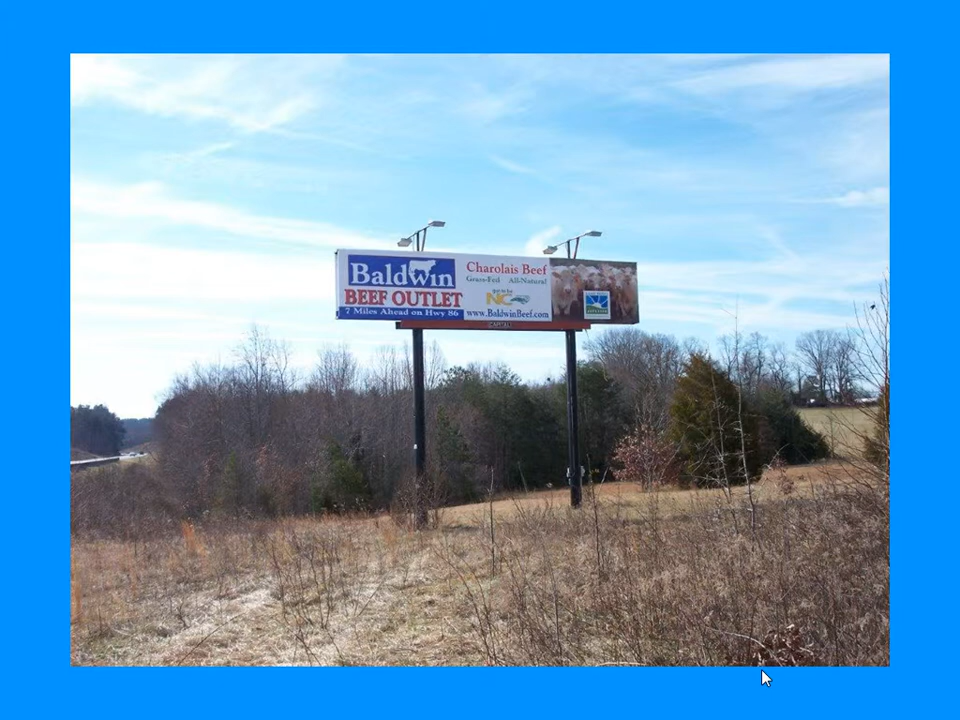 Baldwin
BEEF OUTLET
7 Miles Ahead on Hwy 86
Charolais Beef
Grass-Fed All-Natural
NC
www.BaldwinBeef.com
CAPITOL